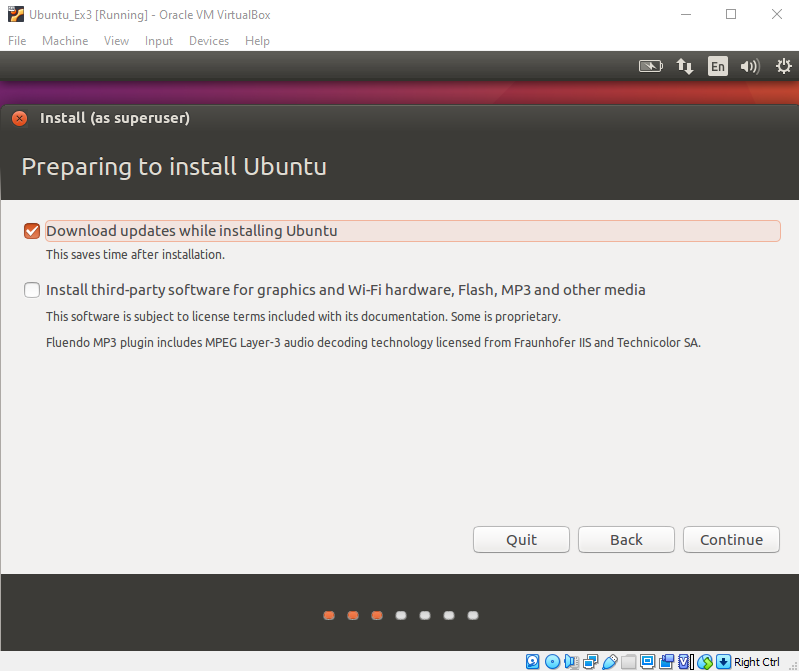 Ubuntu_Ex3 [Running] - Oracle VM VirtualBox
File Machine View Input Devices Help
En
Install (as superuser)
Preparing to install Ubuntu
Download updates while installing Ubuntu
This saves time after installation.
Install third-party software for graphics and Wi-Fi hardware, Flash, MP3 and other media
This software is subject to license terms included with its documentation. Some is proprietary.
Fluendo MP3 plugin includes MPEG Layer-3 audio decoding technology licensed from Fraunhofer IIS and Technicolor SA.
Quit Back Continue
Right Ctrl